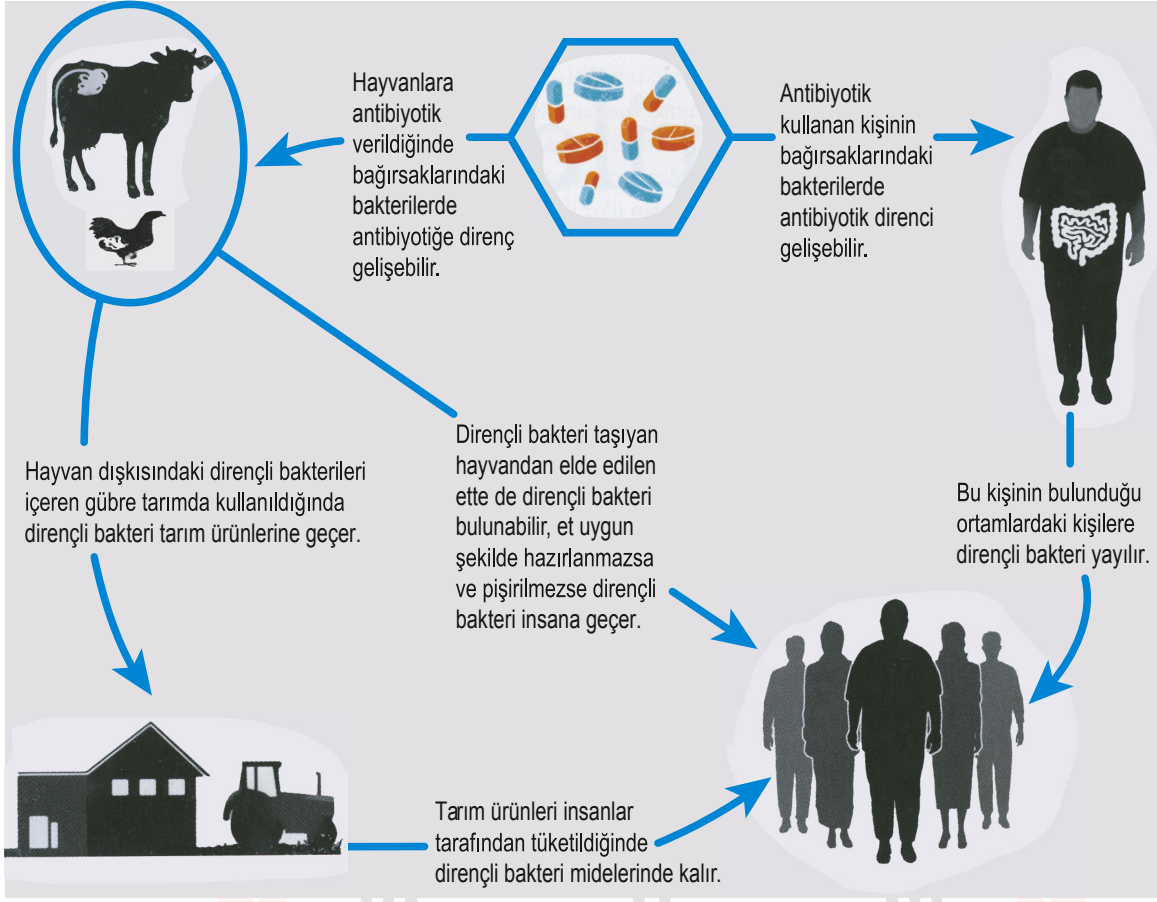 Hayvanlara
antibiyotik
verildiğinde
bağırsaklarındaki
bakterilerde
antibiyotiğe direnç
gelişebilir.
Antibiyotik
kullanan kişinin
bağırsaklarındaki
bakterilerde
antibiyotik direnci
gelişebilir.
Hayvan dışkısındaki dirençli bakterileri
içeren gübre tarımda kullanıldığında
dirençli bakteri tarım ürünlerine geçer.
Dirençli bakteri taşıyan
hayvandan elde edilen
ette de dirençli bakteri
bulunabilir, et uygun
şekilde hazırlanmazsa
ve pişirilmezse dirençli
bakteri insana geçer.
Bu kişinin bulunduğu
ortamlardaki kişilere
dirençli bakteri yayılır.
Tarım ürünleri insanlar
tarafından tüketildiğinde
dirençli bakteri midelerinde kalır.